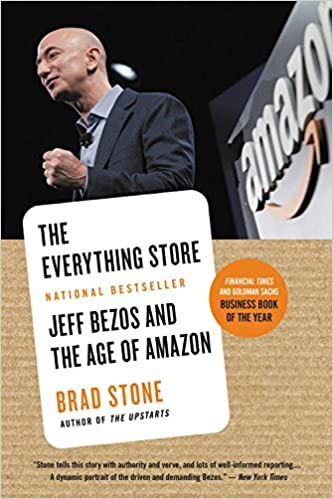 amazon
THE
EVERYTHING STORE
NATIONAL BESTSELLER
JEFF BEZOS AND
THE AGE OF AMAZON
BRAD STONE
AUTHOR OF THE UPSTARTS
FINANCIAL TIMES
AND GOLDMAN SACHS
BUSINESS BOOK
OF THE YEAR
"Stone tells this story with authority and verve, and lots of well-informed reporting....
A dynamic portrait of the driven and demanding Bezos." — New York Times